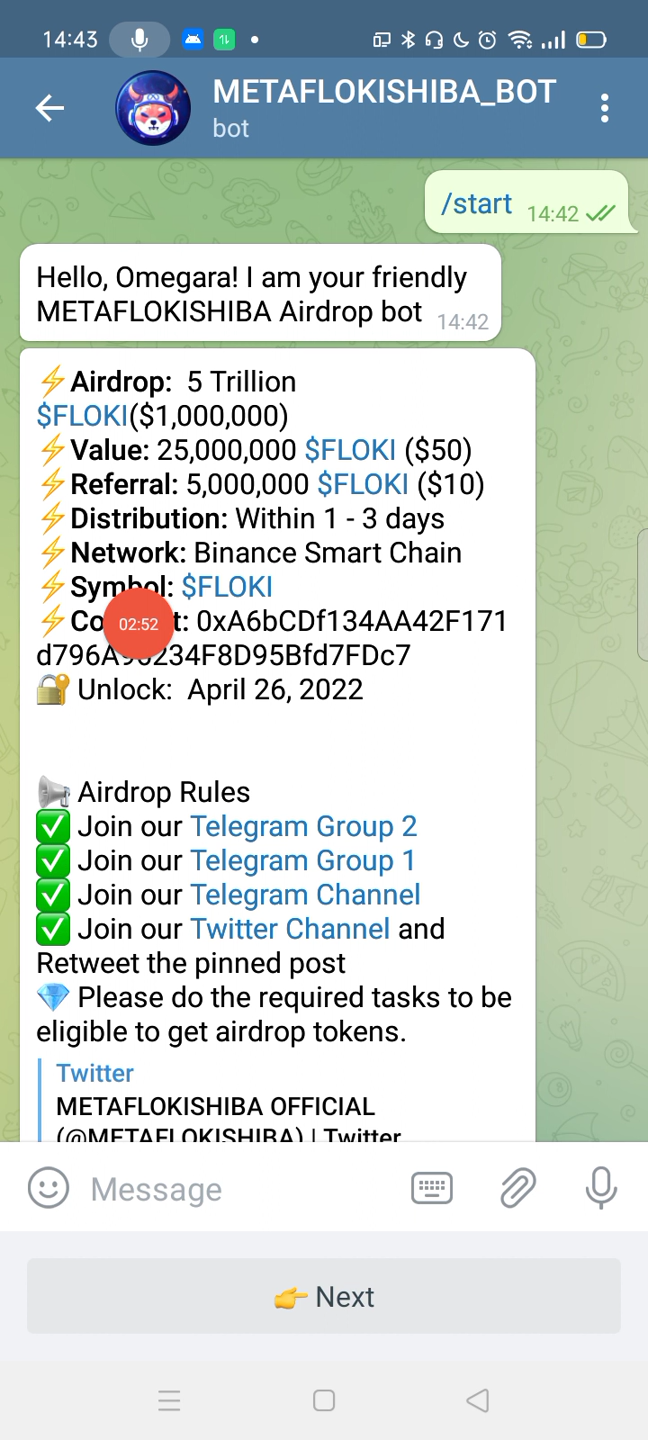 14:43
METAFLOKISHIBA_BOT
bot
/start 14:42
Hello, Omegara! I am your friendly
METAFLOKISHIBA Airdrop bot 14:42
⚡Airdrop: 5 Trillion
$FLOKI($1,000,000)
⚡Value: 25,000,000 $FLOKI ($50)
⚡Referral: 5,000,000 $FLOKI ($10)
⚡Distribution: Within 1 - 3 days
⚡Network: Binance Smart Chain
⚡Symbol: $FLOKI
02:52
0xA6bCDf134AA42F171
🔐 Unlock: April 26, 2022
📢 Airdrop Rules
✅ Join our Telegram Group 2
✅ Join our Telegram Group 1
✅ Join our Telegram Channel
✅ Join our Twitter Channel and
Retweet the pinned post
💎 Please do the required tasks to be
eligible to get airdrop tokens.
Twitter
METAFLOKISHIBA OFFICIAL
(@METAFLOKISHIBA) | Twitter
Message
👉 Next